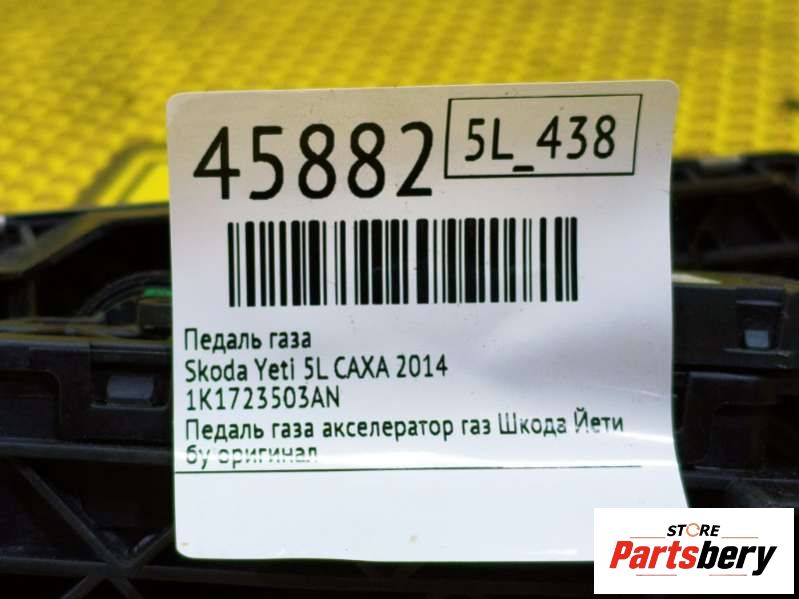 45882
5L_438
Педаль газа
Skoda Yeti 5L CAXA 2014
1K1723503AN
Педаль газа акселератор газ Шкода Йети
бу оригинал
STORE
Partsbery